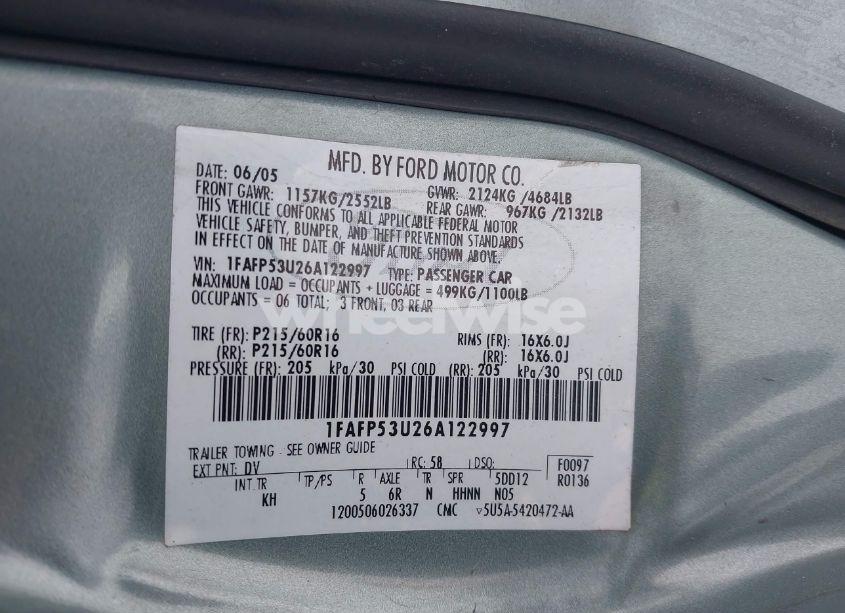 MFD. BY FORD MOTOR CO.
DATE: 06/05 GVWR: 2124KG /4684LB
FRONT GAWR: 1157KG/2552LB REAR GAWR: 967KG /2132LB
THIS VEHICLE CONFORMS TO ALL APPLICABLE FEDERAL MOTOR
VEHICLE SAFETY, BUMPER, AND THEFT PREVENTION STANDARDS
IN EFFECT ON THE DATE OF MANUFACTURE SHOWN ABOVE.
VIN: 1FAFP53U26A122997 TYPE: PASSENGER CAR
MAXIMUM LOAD = OCCUPANTS + LUGGAGE = 499KG/1100LB
OCCUPANTS = 06 TOTAL; 3 FRONT, 03 REAR
wheelwise
TIRE (FR): P215/60R16 RIMS (FR): 16X6.0J
(RR): P215/60R16 (RR): 16X6.0J
PRESSURE (FR): 205 kPa/30 PSI COLD (RR): 205 kPa/30 PSI COLD
1FAFP53U26A122997
TRAILER TOWING - SEE OWNER GUIDE
EXT PNT: DV RC: 58 DSO: F0097
INT TR TP/PS R AXLE TR SPR 5DD12 R0136
KH 5 6R N HHNN N05
1200506026337 CMC ▽5U5A-5420472-AA